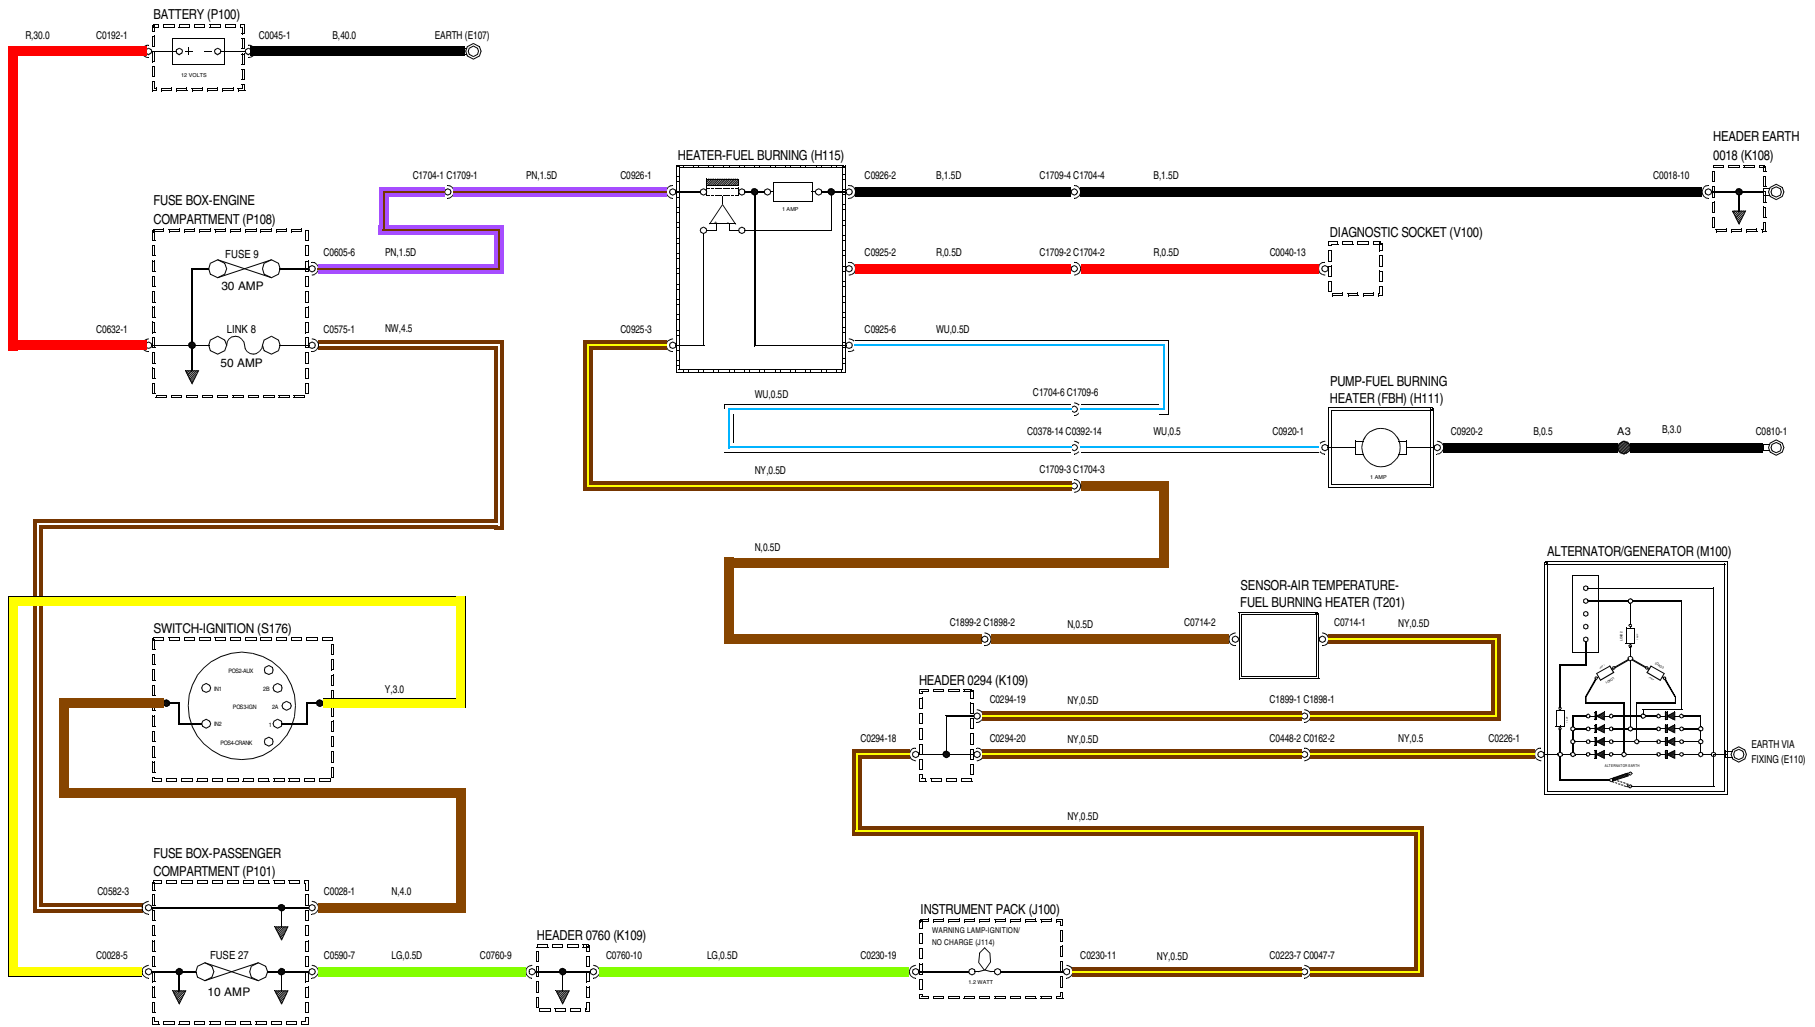 BATTERY (P100)
R,30.0
C0192-1
C0045-1
B,40.0
EARTH (E107)
12 VOLTS
HEADER EARTH
0018 (K108)
HEATER-FUEL BURNING (H115)
C1704-1 C1709-1
PN,1.5D
C0926-1
C0926-2
B,1.5D
C1709-4 C1704-4
B,1.5D
C0018-10
1 AMP
FUSE BOX-ENGINE
COMPARTMENT (P108)
DIAGNOSTIC SOCKET (V100)
FUSE 9
30 AMP
C0605-6
PN,1.5D
C0925-2
R,0.5D
C1709-2 C1704-2
R,0.5D
C0040-13
C0632-1
LINK 8
50 AMP
C0575-1
NW,4.5
C0925-3
C0925-6
WU,0.5D
PUMP-FUEL BURNING
HEATER (FBH) (H111)
WU,0.5D
C1704-6 C1709-6
C0378-14 C0392-14
WU,0.5
C0920-1
C0920-2
B,0.5
A3
B,3.0
C0810-1
1 AMP
NY,0.5D
C1709-3 C1704-3
N,0.5D
ALTERNATOR/GENERATOR (M100)
SENSOR-AIR TEMPERATURE-
FUEL BURNING HEATER (T201)
C1899-2 C1898-2
N,0.5D
C0714-2
C0714-1
NY,0.5D
SWITCH-IGNITION (S176)
POS2-AUX
IN1
2B
POS3-IGN
2A
IN2
1
POS4-CRANK
Y,3.0
HEADER 0294 (K109)
C0294-19
NY,0.5D
C1899-1 C1898-1
C0294-18
C0294-20
NY,0.5D
C0448-2 C0162-2
NY,0.5
C0226-1
EARTH VIA
FIXING (E110)
ALTERNATOR EARTH
NY,0.5D
FUSE BOX-PASSENGER
COMPARTMENT (P101)
C0582-3
C0028-1
N,4.0
C0028-5
FUSE 27
10 AMP
C0590-7
LG,0.5D
C0760-9
HEADER 0760 (K109)
C0760-10
LG,0.5D
C0230-19
INSTRUMENT PACK (J100)
WARNING LAMP-IGNITION/
NO CHARGE (J114)
1.2 WATT
C0230-11
NY,0.5D
C0223-7 C0047-7